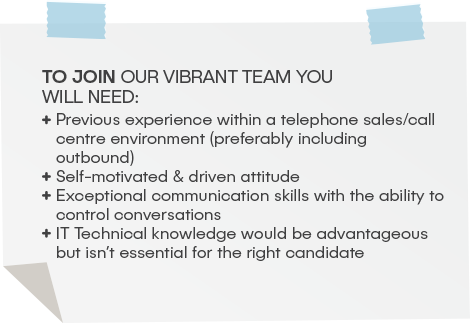 TO JOIN OUR VIBRANT TEAM YOU
WILL NEED:
+ Previous experience within a telephone sales/call
centre environment (preferably including
outbound)
+ Self-motivated & driven attitude
+ Exceptional communication skills with the ability to
control conversations
+ IT Technical knowledge would be advantageous
but isn't essential for the right candidate